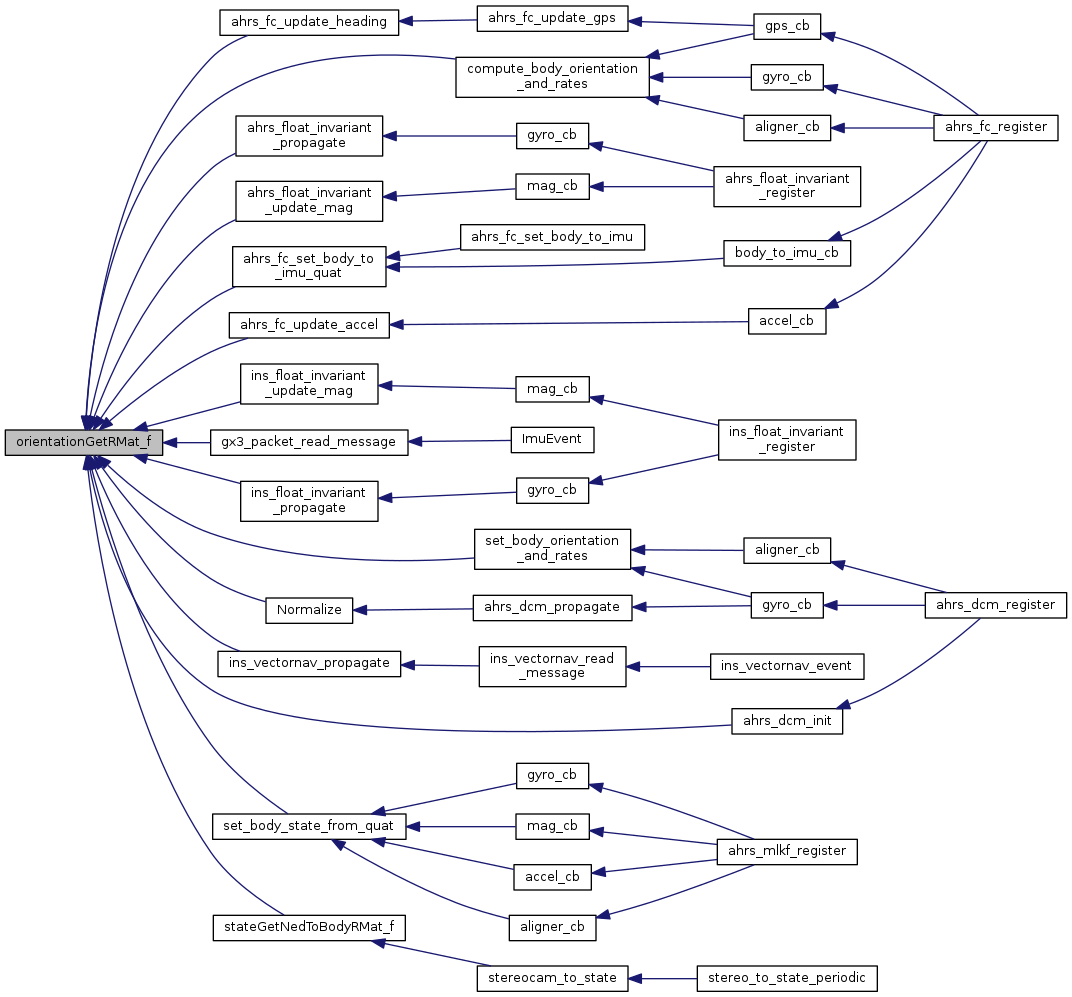 ahrs_fc_update_heading
ahrs_fc_update_gps
gps_cb
compute_body_orientation
_and_rates
gyro_cb
aligner_cb
ahrs_fc_register
ahrs_float_invariant
_propagate
gyro_cb
ahrs_float_invariant
_register
ahrs_float_invariant
_update_mag
mag_cb
ahrs_fc_set_body_to
_imu_quat
ahrs_fc_set_body_to_imu
body_to_imu_cb
ahrs_fc_update_accel
accel_cb
ins_float_invariant
_update_mag
mag_cb
orientationGetRMat_f
gx3_packet_read_message
ImuEvent
ins_float_invariant
_register
ins_float_invariant
_propagate
gyro_cb
set_body_orientation
_and_rates
aligner_cb
Normalize
ahrs_dcm_propagate
gyro_cb
ahrs_dcm_register
ins_vectornav_propagate
ins_vectornav_read
_message
ins_vectornav_event
ahrs_dcm_init
gyro_cb
set_body_state_from_quat
mag_cb
accel_cb
ahrs_mlkf_register
aligner_cb
stateGetNedToBodyRMat_f
stereocam_to_state
stereo_to_state_periodic